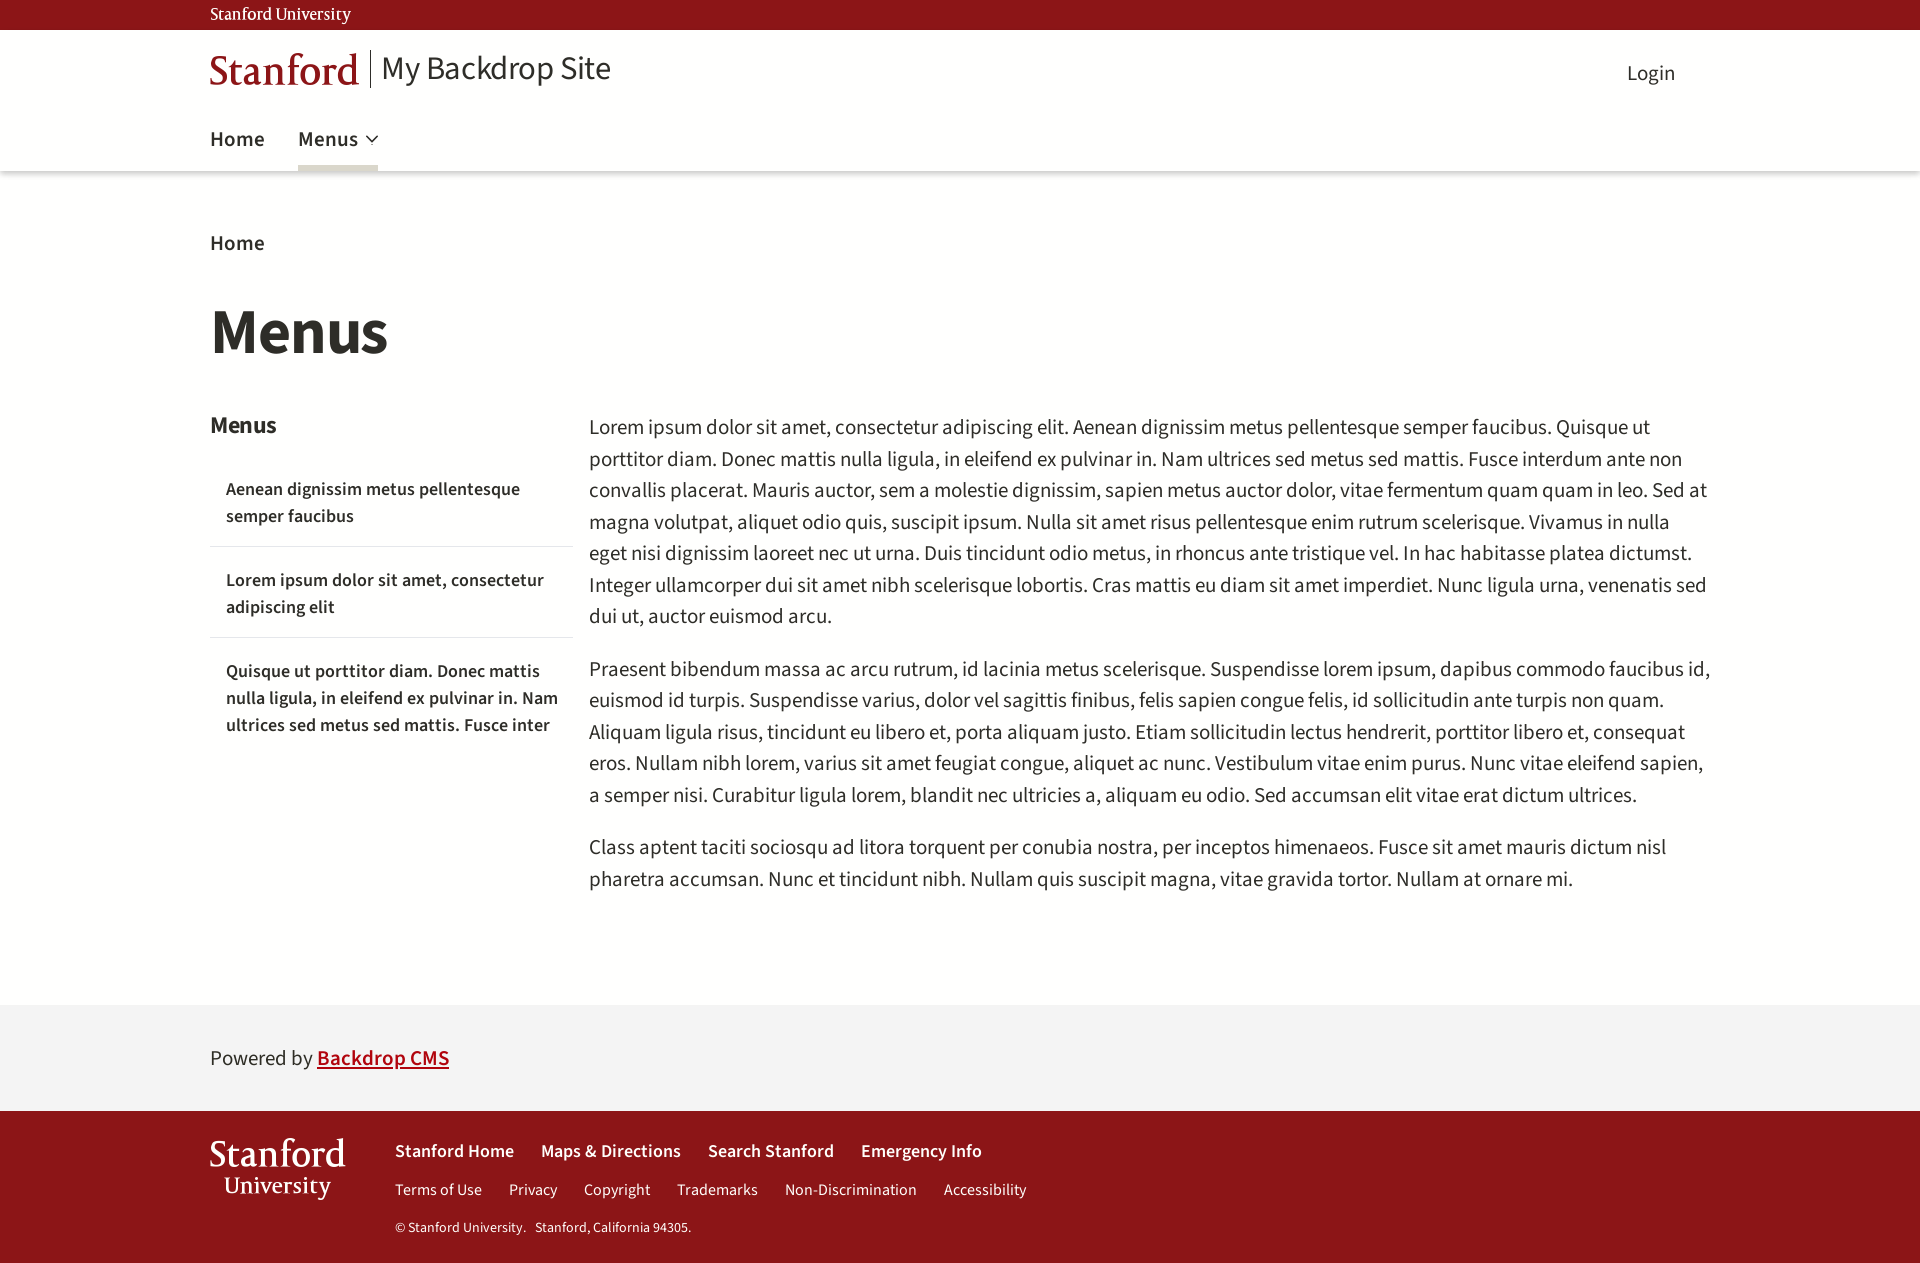 Stanford University
Stanford My Backdrop Site
Login
Home Menus
Home
Menus
Menus
Aenean dignissim metus pellentesque
semper faucibus
Lorem ipsum dolor sit amet, consectetur
adipiscing elit
Quisque ut porttitor diam. Donec mattis
nulla ligula, in eleifend ex pulvinar in. Nam
ultrices sed metus sed mattis. Fusce inter
Lorem ipsum dolor sit amet, consectetur adipiscing elit. Aenean dignissim metus pellentesque semper faucibus. Quisque ut
porttitor diam. Donec mattis nulla ligula, in eleifend ex pulvinar in. Nam ultrices sed metus sed mattis. Fusce interdum ante non
convallis placerat. Mauris auctor, sem a molestie dignissim, sapien metus auctor dolor, vitae fermentum quam quam in leo. Sed at
magna volutpat, aliquet odio quis, suscipit ipsum. Nulla sit amet risus pellentesque enim rutrum scelerisque. Vivamus in nulla
eget nisi dignissim laoreet nec ut urna. Duis tincidunt odio metus, in rhoncus ante tristique vel. In hac habitasse platea dictumst.
Integer ullamcorper dui sit amet nibh scelerisque lobortis. Cras mattis eu diam sit amet imperdiet. Nunc ligula urna, venenatis sed
dui ut, auctor euismod arcu.
Praesent bibendum massa ac arcu rutrum, id lacinia metus scelerisque. Suspendisse lorem ipsum, dapibus commodo faucibus id,
euismod id turpis. Suspendisse varius, dolor vel sagittis finibus, felis sapien congue felis, id sollicitudin ante turpis non quam.
Aliquam ligula risus, tincidunt eu libero et, porta aliquam justo. Etiam sollicitudin lectus hendrerit, porttitor libero et, consequat
eros. Nullam nibh lorem, varius sit amet feugiat congue, aliquet ac nunc. Vestibulum vitae enim purus. Nunc vitae eleifend sapien,
a semper nisi. Curabitur ligula lorem, blandit nec ultricies a, aliquam eu odio. Sed accumsan elit vitae erat dictum ultrices.
Class aptent taciti sociosqu ad litora torquent per conubia nostra, per inceptos himenaeos. Fusce sit amet mauris dictum nisl
pharetra accumsan. Nunc et tincidunt nibh. Nullam quis suscipit magna, vitae gravida tortor. Nullam at ornare mi.
Powered by Backdrop CMS
Stanford
University
Stanford Home Maps & Directions Search Stanford Emergency Info
Terms of Use Privacy Copyright Trademarks Non-Discrimination Accessibility
© Stanford University. Stanford, California 94305.